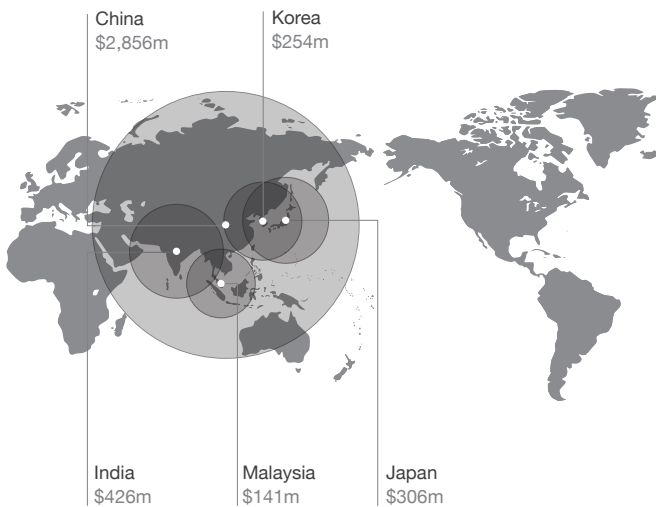 China
$2,856m
Korea
$254m
India
$426m
Malaysia
$141m
Japan
$306m